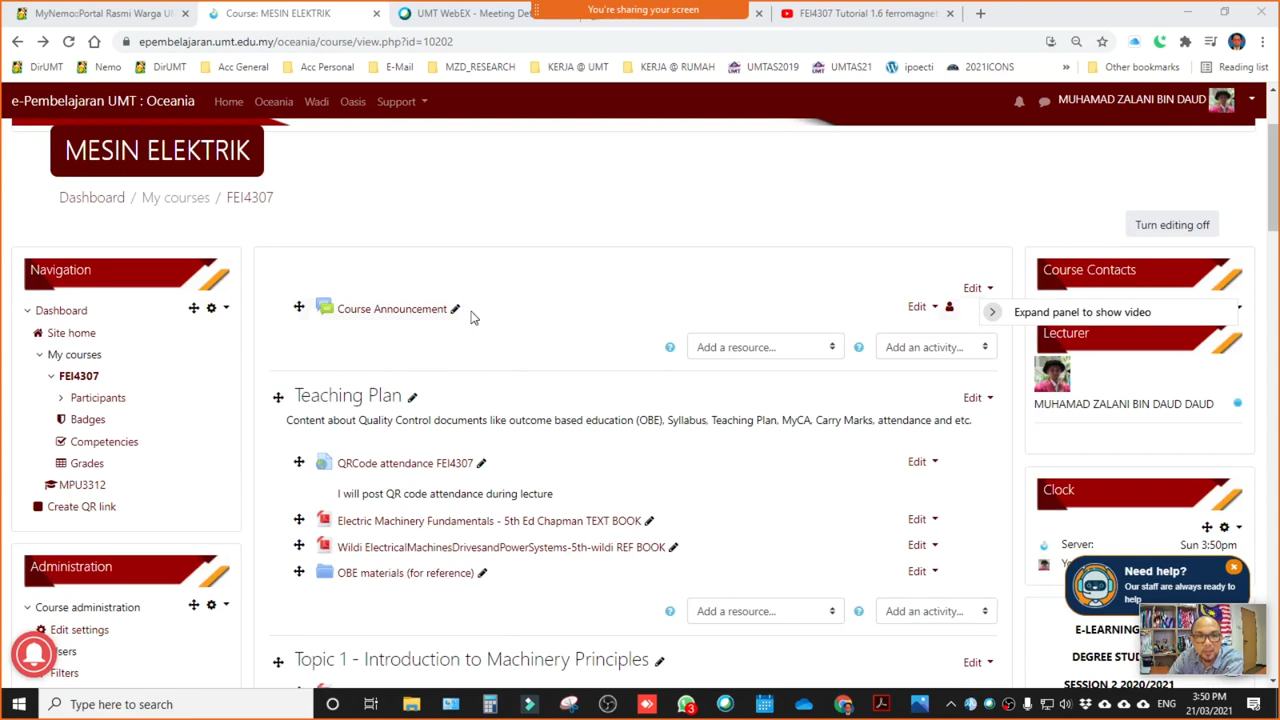 You're sharing your screen
MyNemo::Portal Rasmi Warga U
Course: MESIN ELEKTRIK
UMT WebEX - Meeting De
FEI4307 Tutorial 1.6 ferromagnet
epembelajaran.umt.edu.my/oceania/course/view.php?id=10202
DirUMT
Nemo
DirUMT
Acc General
Acc Personal
E-Mail
MZD_RESEARCH
KERJA @ UMT
KERJA @ RUMAH
UMTAS2019
UMTAS21
ipoecti
2021ICONS
»
Other bookmarks
Reading list
e-Pembelajaran UMT : Oceania
Home
Oceania
Wadi
Oasis
Support
MUHAMAD ZALANI BIN DAUD
MESIN ELEKTRIK
Dashboard / My courses / FEI4307
Turn editing off
Navigation
Dashboard
Site home
My courses
FEI4307
Participants
Badges
Competencies
Grades
MPU3312
Create QR link
Administration
Course administration
Edit settings
sers
Filters
Edit
Course Announcement
Edit
Add a resource...
Add an activity...
Teaching Plan
Edit
Content about Quality Control documents like outcome based education (OBE), Syllabus, Teaching Plan, MyCA, Carry Marks, attendance and etc.
QRCode attendance FEI4307
Edit
I will post QR code attendance during lecture
Electric Machinery Fundamentals - 5th Ed Chapman TEXT BOOK
Edit
Wildi ElectricalMachinesDrivesandPowerSystems-5th-wildi REF BOOK
Edit
OBE materials (for reference)
Edit
Add a resource...
Add an activity...
Topic 1 - Introduction to Machinery Principles
Edit
Course Contacts
Expand panel to show video
Lecturer
MUHAMAD ZALANI BIN DAUD DAUD
Clock
Server:
Sun 3:50pm
Need help?
Our staff are always ready to
help
E-LEARNING
DEGREE STUD
SESSION 2 2020/2021
Type here to search
3
ENG
3:50 PM
21/03/2021